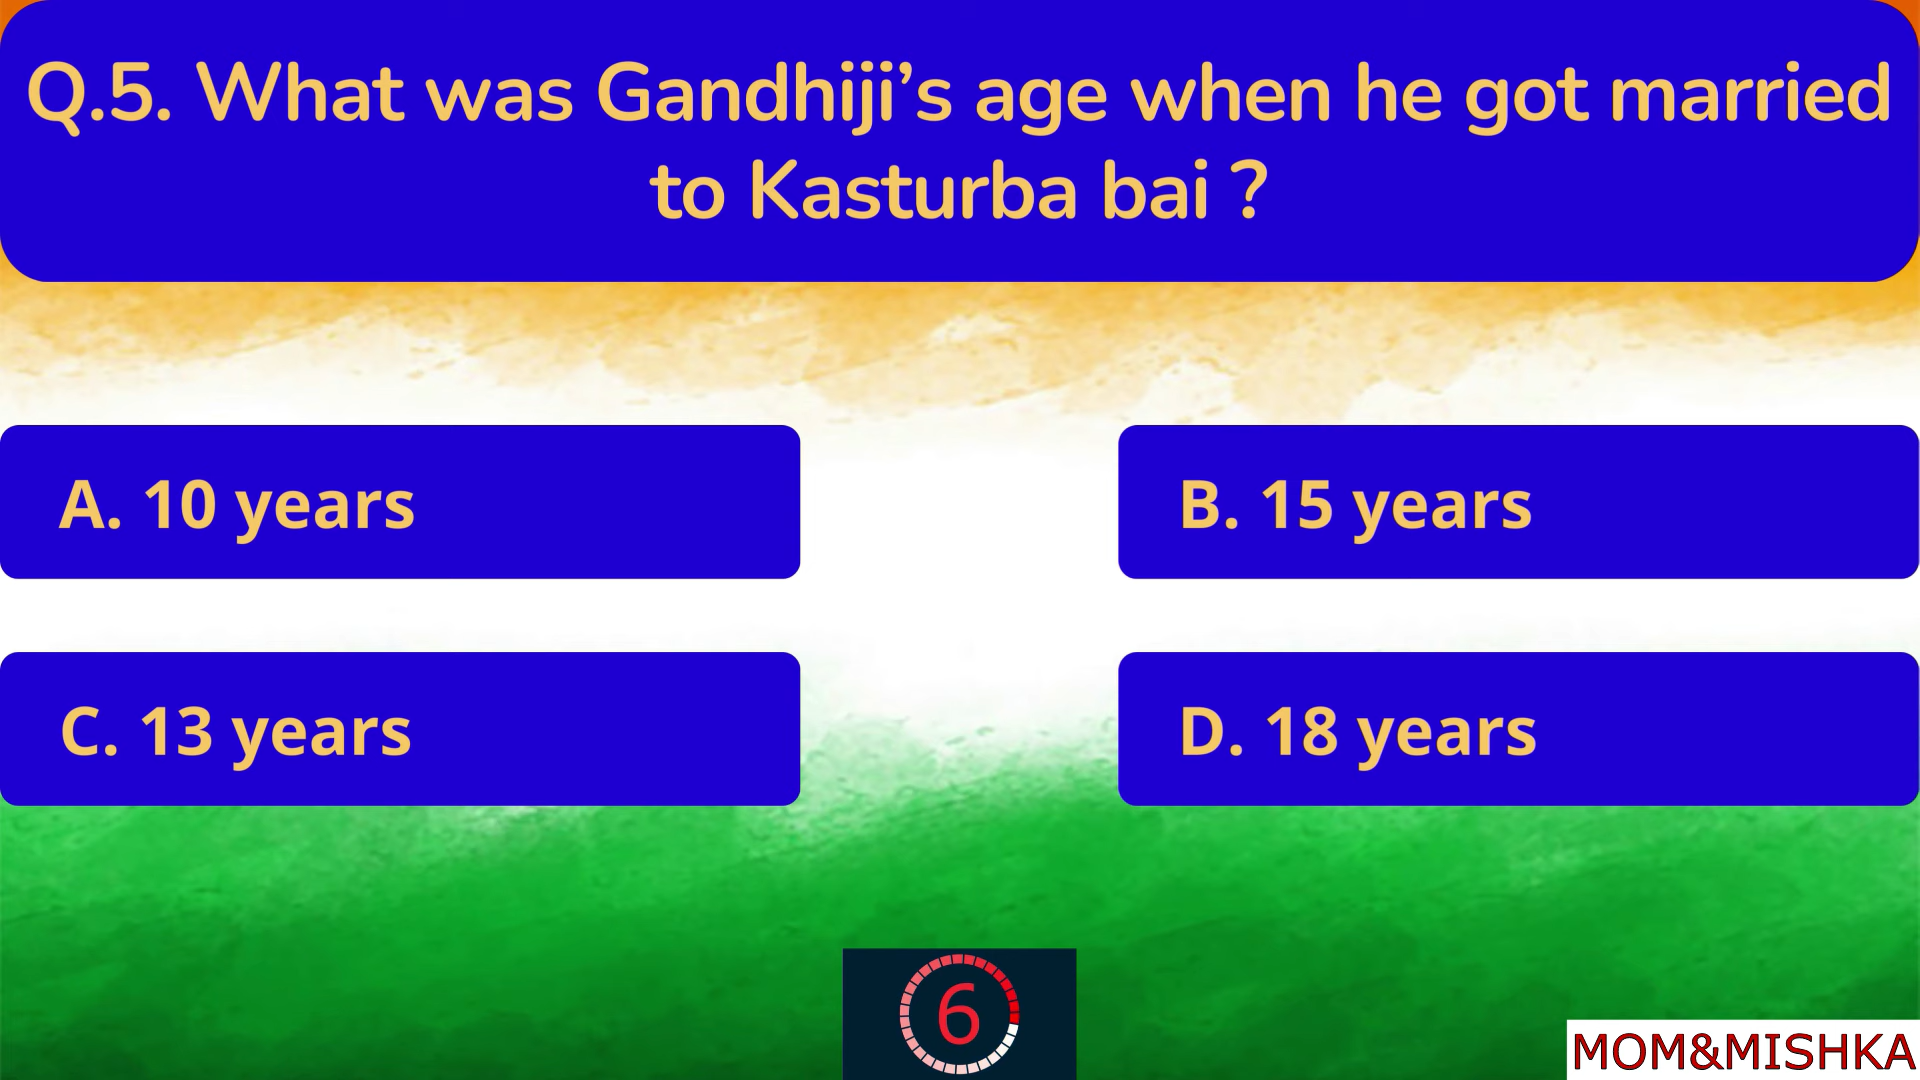 Q.5. What was Gandhiji’s age when he got married
to Kasturba bai ?
A. 10 years
B. 15 years
C. 13 years
D. 18 years
6
MOM&MISHKA